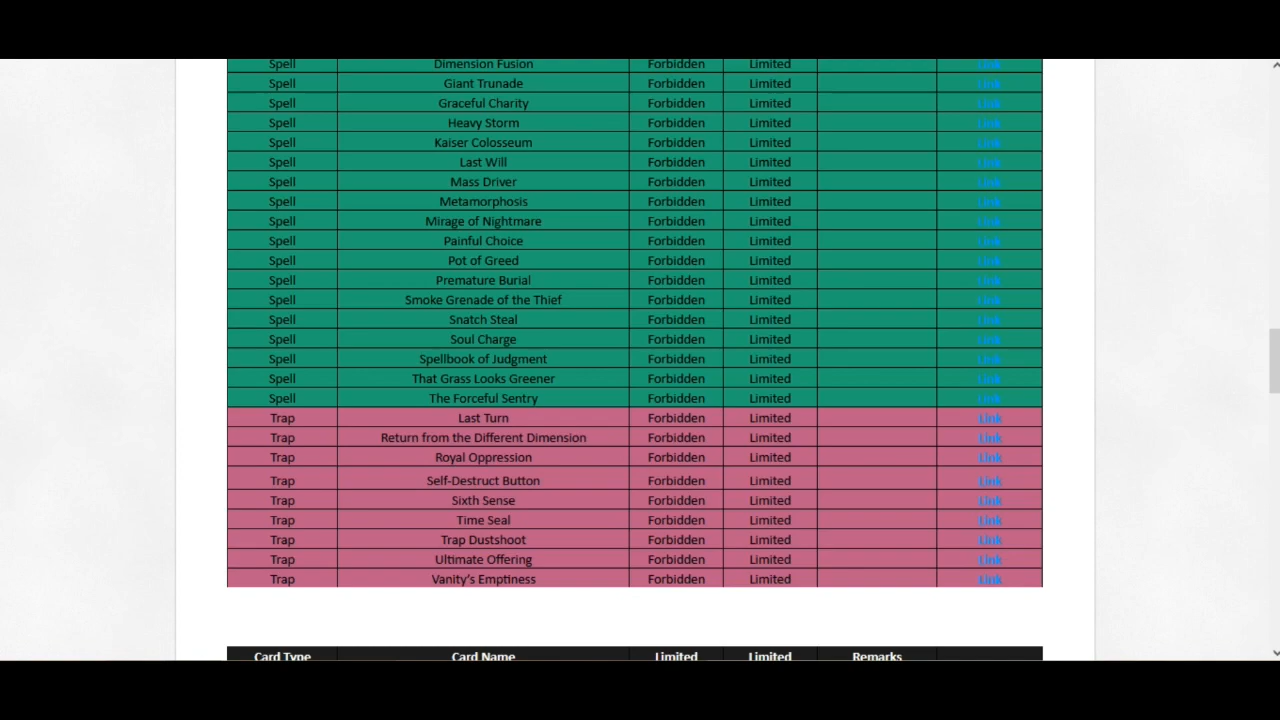 Spell Dimension Fusion Forbidden Limited Link
Spell Giant Trunade Forbidden Limited Link
Spell Graceful Charity Forbidden Limited Link
Spell Heavy Storm Forbidden Limited Link
Spell Kaiser Colosseum Forbidden Limited Link
Spell Last Will Forbidden Limited Link
Spell Mass Driver Forbidden Limited Link
Spell Metamorphosis Forbidden Limited Link
Spell Mirage of Nightmare Forbidden Limited Link
Spell Painful Choice Forbidden Limited Link
Spell Pot of Greed Forbidden Limited Link
Spell Premature Burial Forbidden Limited Link
Spell Smoke Grenade of the Thief Forbidden Limited Link
Spell Snatch Steal Forbidden Limited Link
Spell Soul Charge Forbidden Limited Link
Spell Spellbook of Judgment Forbidden Limited Link
Spell That Grass Looks Greener Forbidden Limited Link
Spell The Forceful Sentry Forbidden Limited Link
Trap Last Turn Forbidden Limited Link
Trap Return from the Different Dimension Forbidden Limited Link
Trap Royal Oppression Forbidden Limited Link
Trap Self-Destruct Button Forbidden Limited Link
Trap Sixth Sense Forbidden Limited Link
Trap Time Seal Forbidden Limited Link
Trap Trap Dustshoot Forbidden Limited Link
Trap Ultimate Offering Forbidden Limited Link
Trap Vanity’s Emptiness Forbidden Limited Link
Card Type Card Name Limited Limited Remarks